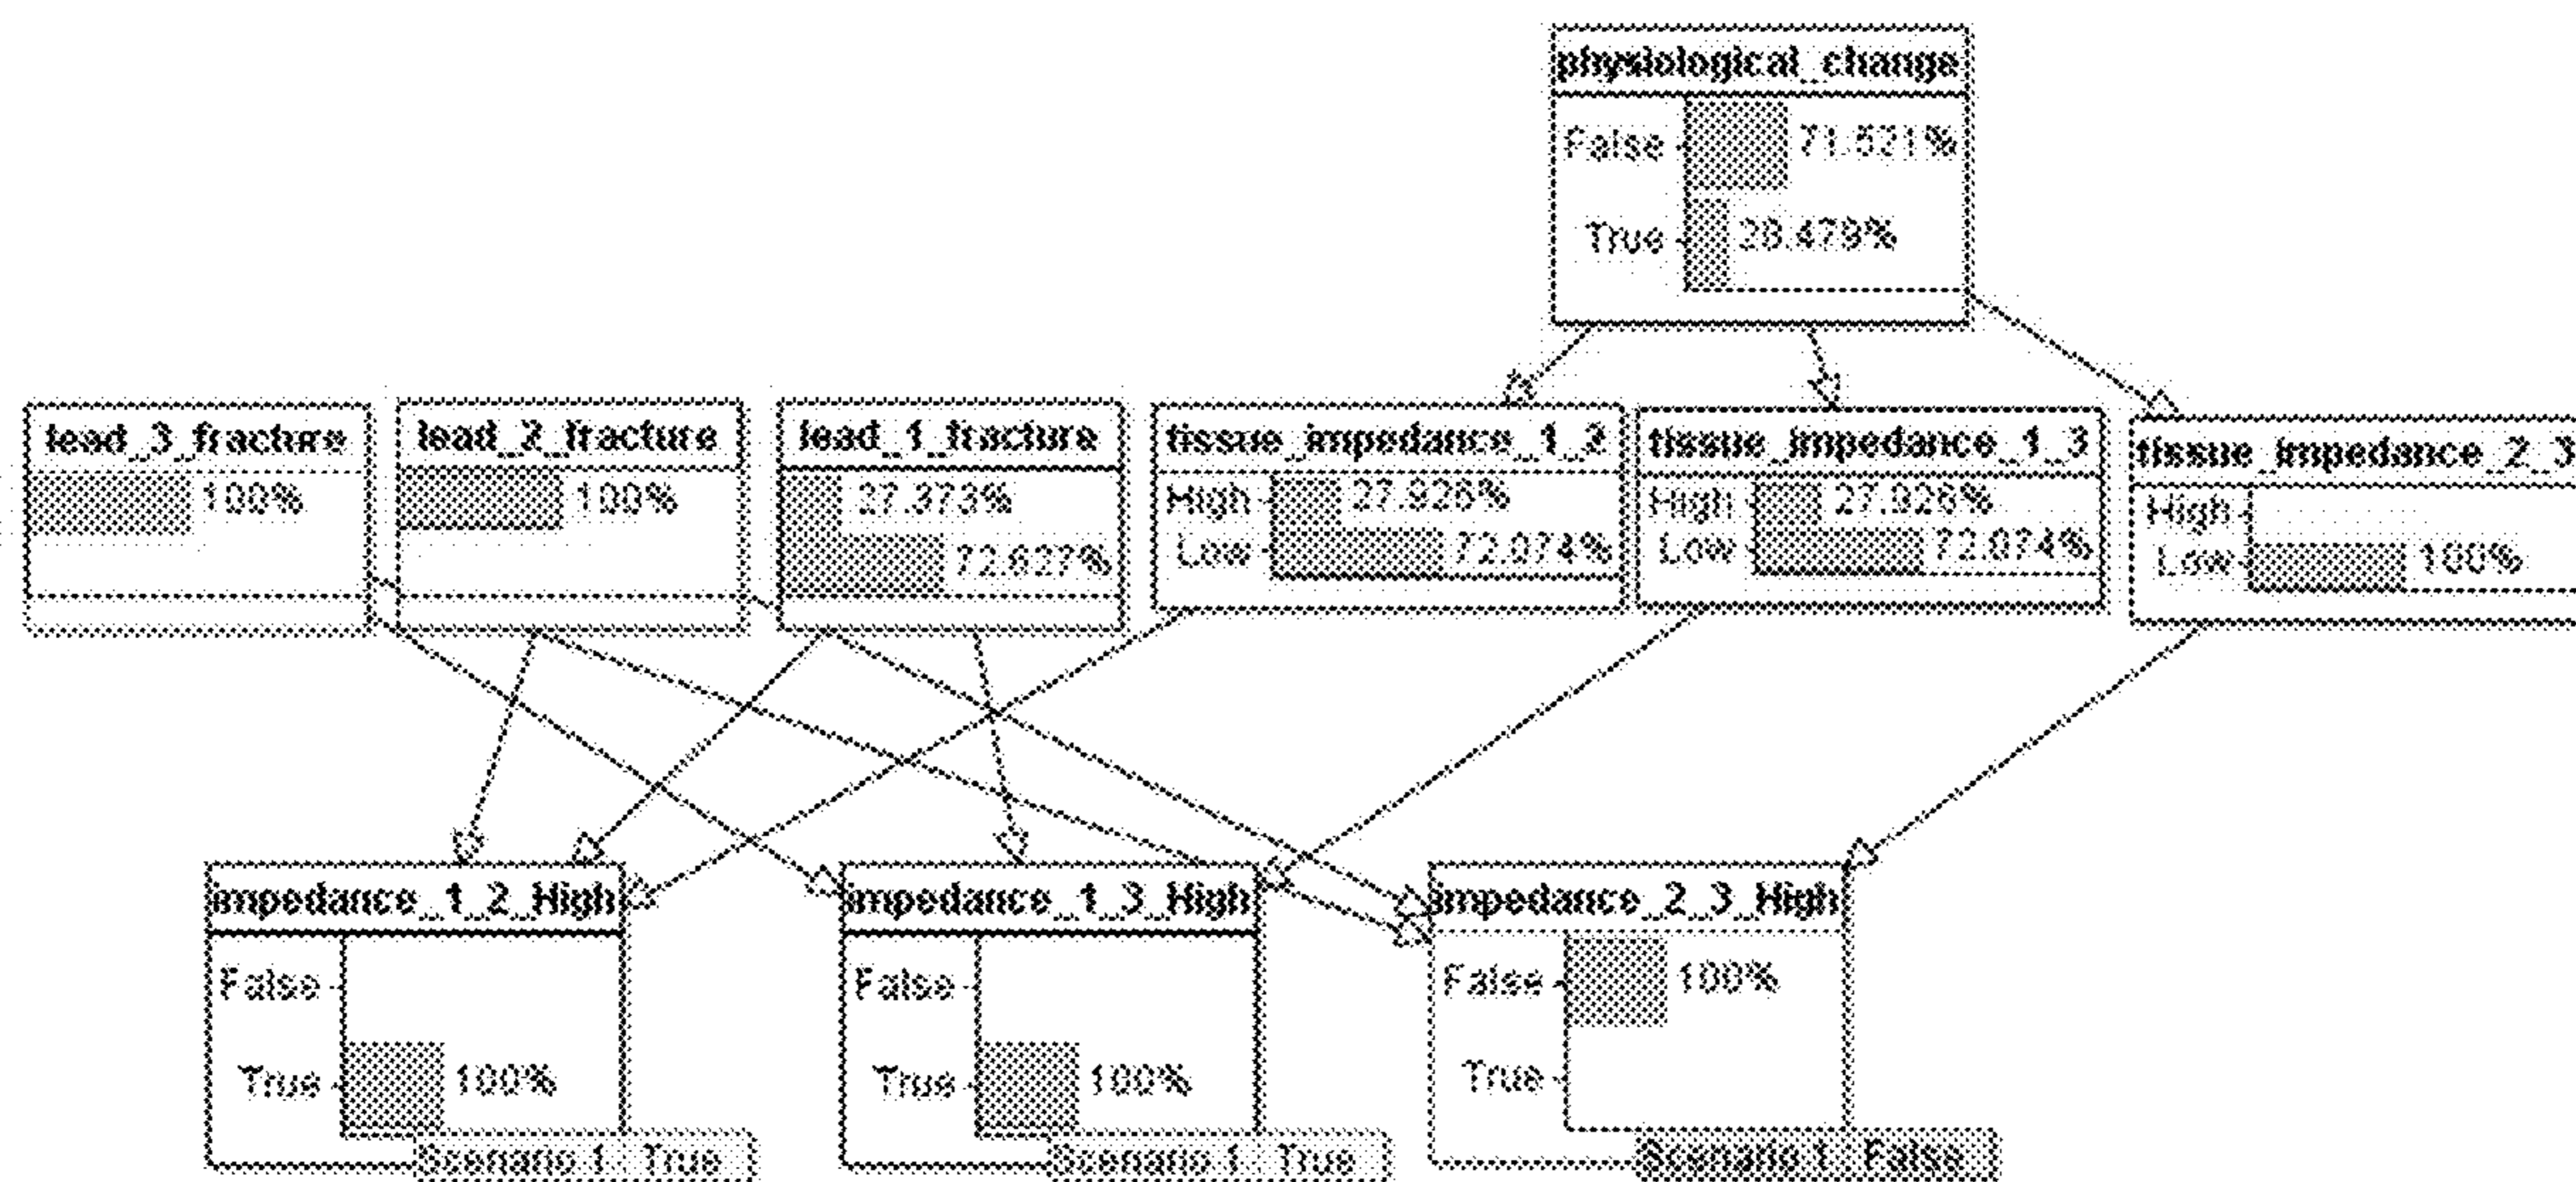 physiological_change
False 71.521%
True 28.479%
lead_3_fracture
100%
lead_2_fracture
100%
lead_1_fracture
27.373%
72.627%
tissue_impedance_1_2
High 27.926%
Low 72.074%
tissue_impedance_1_3
High 27.926%
Low 72.074%
tissue_impedance_2_3
High
Low 100%
impedance_1_2_High
False
True 100%
Scenario 1 : True
impedance_1_3_High
False
True 100%
Scenario 1 : True
impedance_2_3_High
False 100%
True
Scenario 1 : False